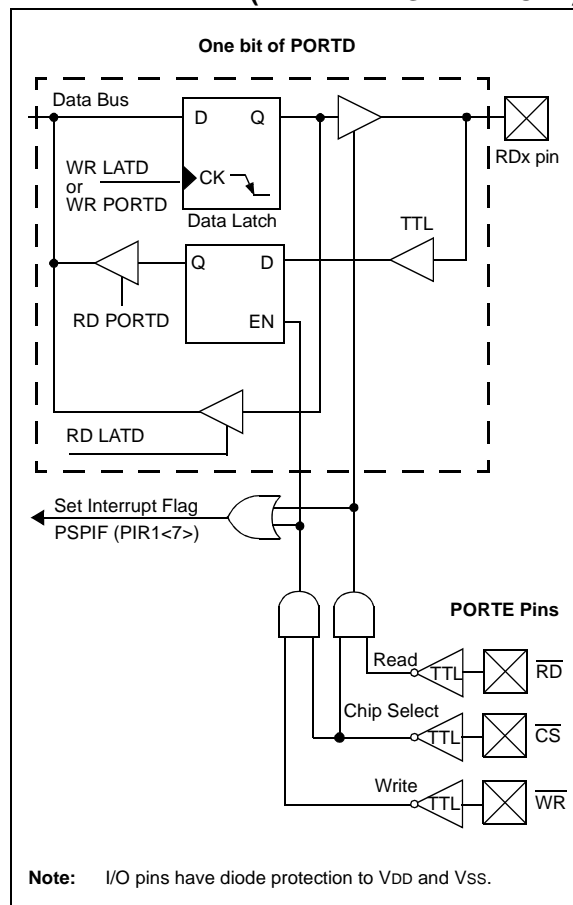 One bit of PORTD
Data Bus
D Q
RDx pin
WR LATD
or
WR PORTD
CK
Data Latch
TTL
Q D
EN
RD PORTD
RD LATD
Set Interrupt Flag
PSPIF (PIR1<7>)
PORTE Pins
Read
TTL
RD
Chip Select
TTL
CS
Write
TTL
WR
Note: I/O pins have diode protection to VDD and VSS.